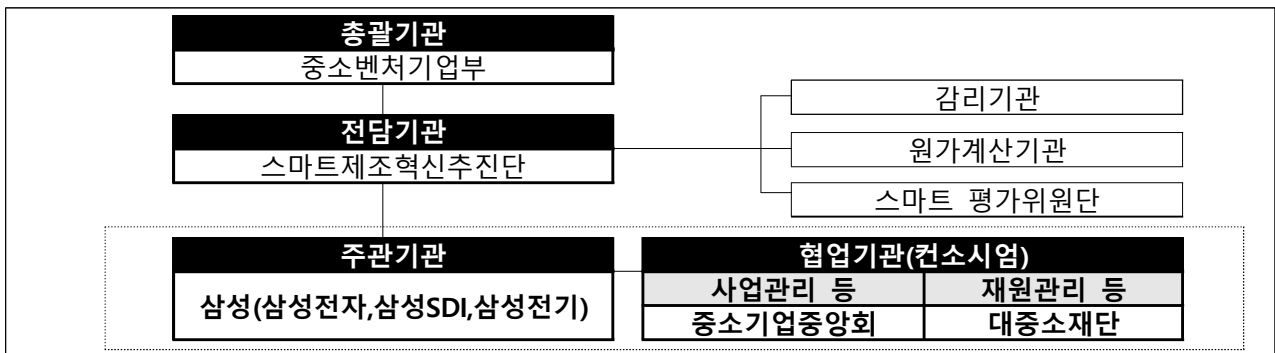 총괄기관
중소벤처기업부
전담기관
스마트제조혁신추진단
감리기관
원가계산기관
스마트 평가위원단
주관기관
삼성(삼성전자,삼성SDI,삼성전기)
협업기관(컨소시엄)
사업관리 등
재원관리 등
중소기업중앙회
대중소재단